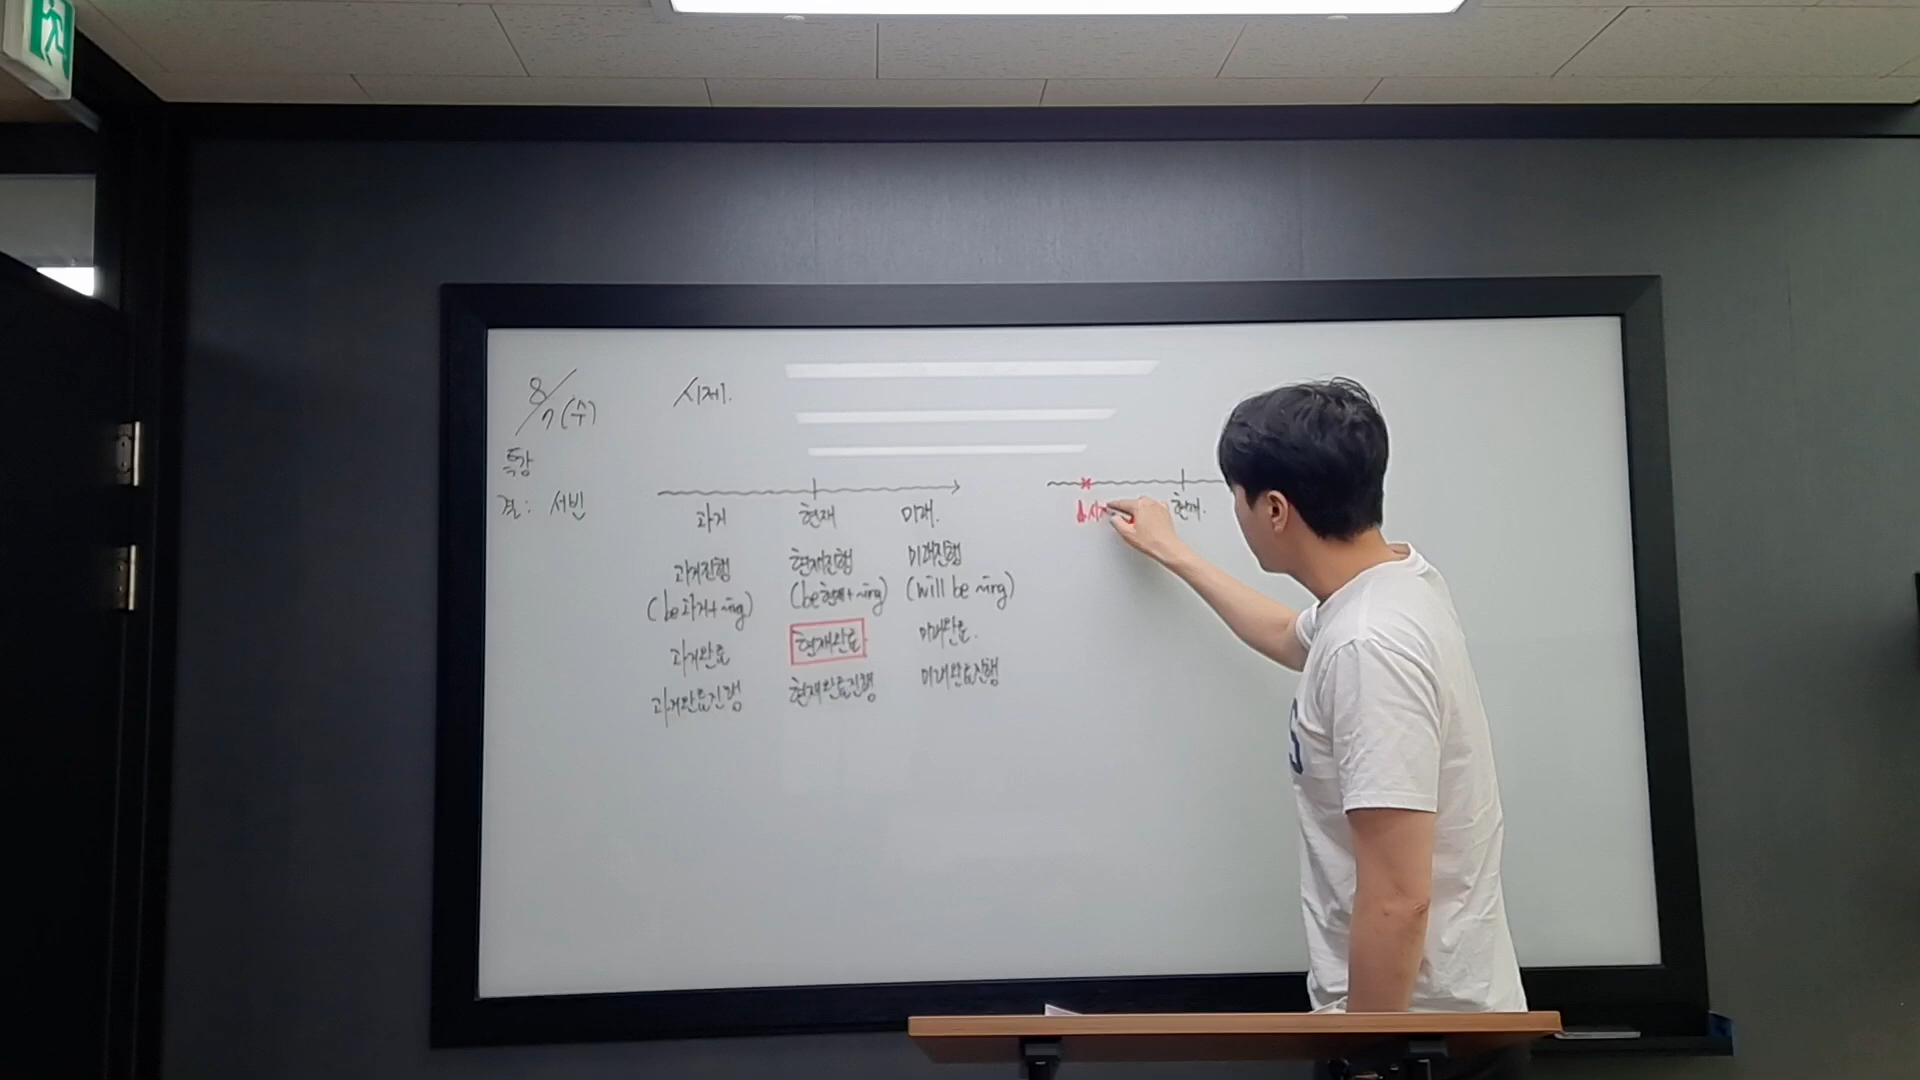 8/7 (수)
시제.
특강
결: 서빈
과거 현재 미래.
과거진행 현재진행 미래진행
(be과거+~ing) (be현재+~ing) (will be ~ing)
과거완료 현재완료 미래완료.
과거완료진행 현재완료진행 미래완료진행
현재.
S